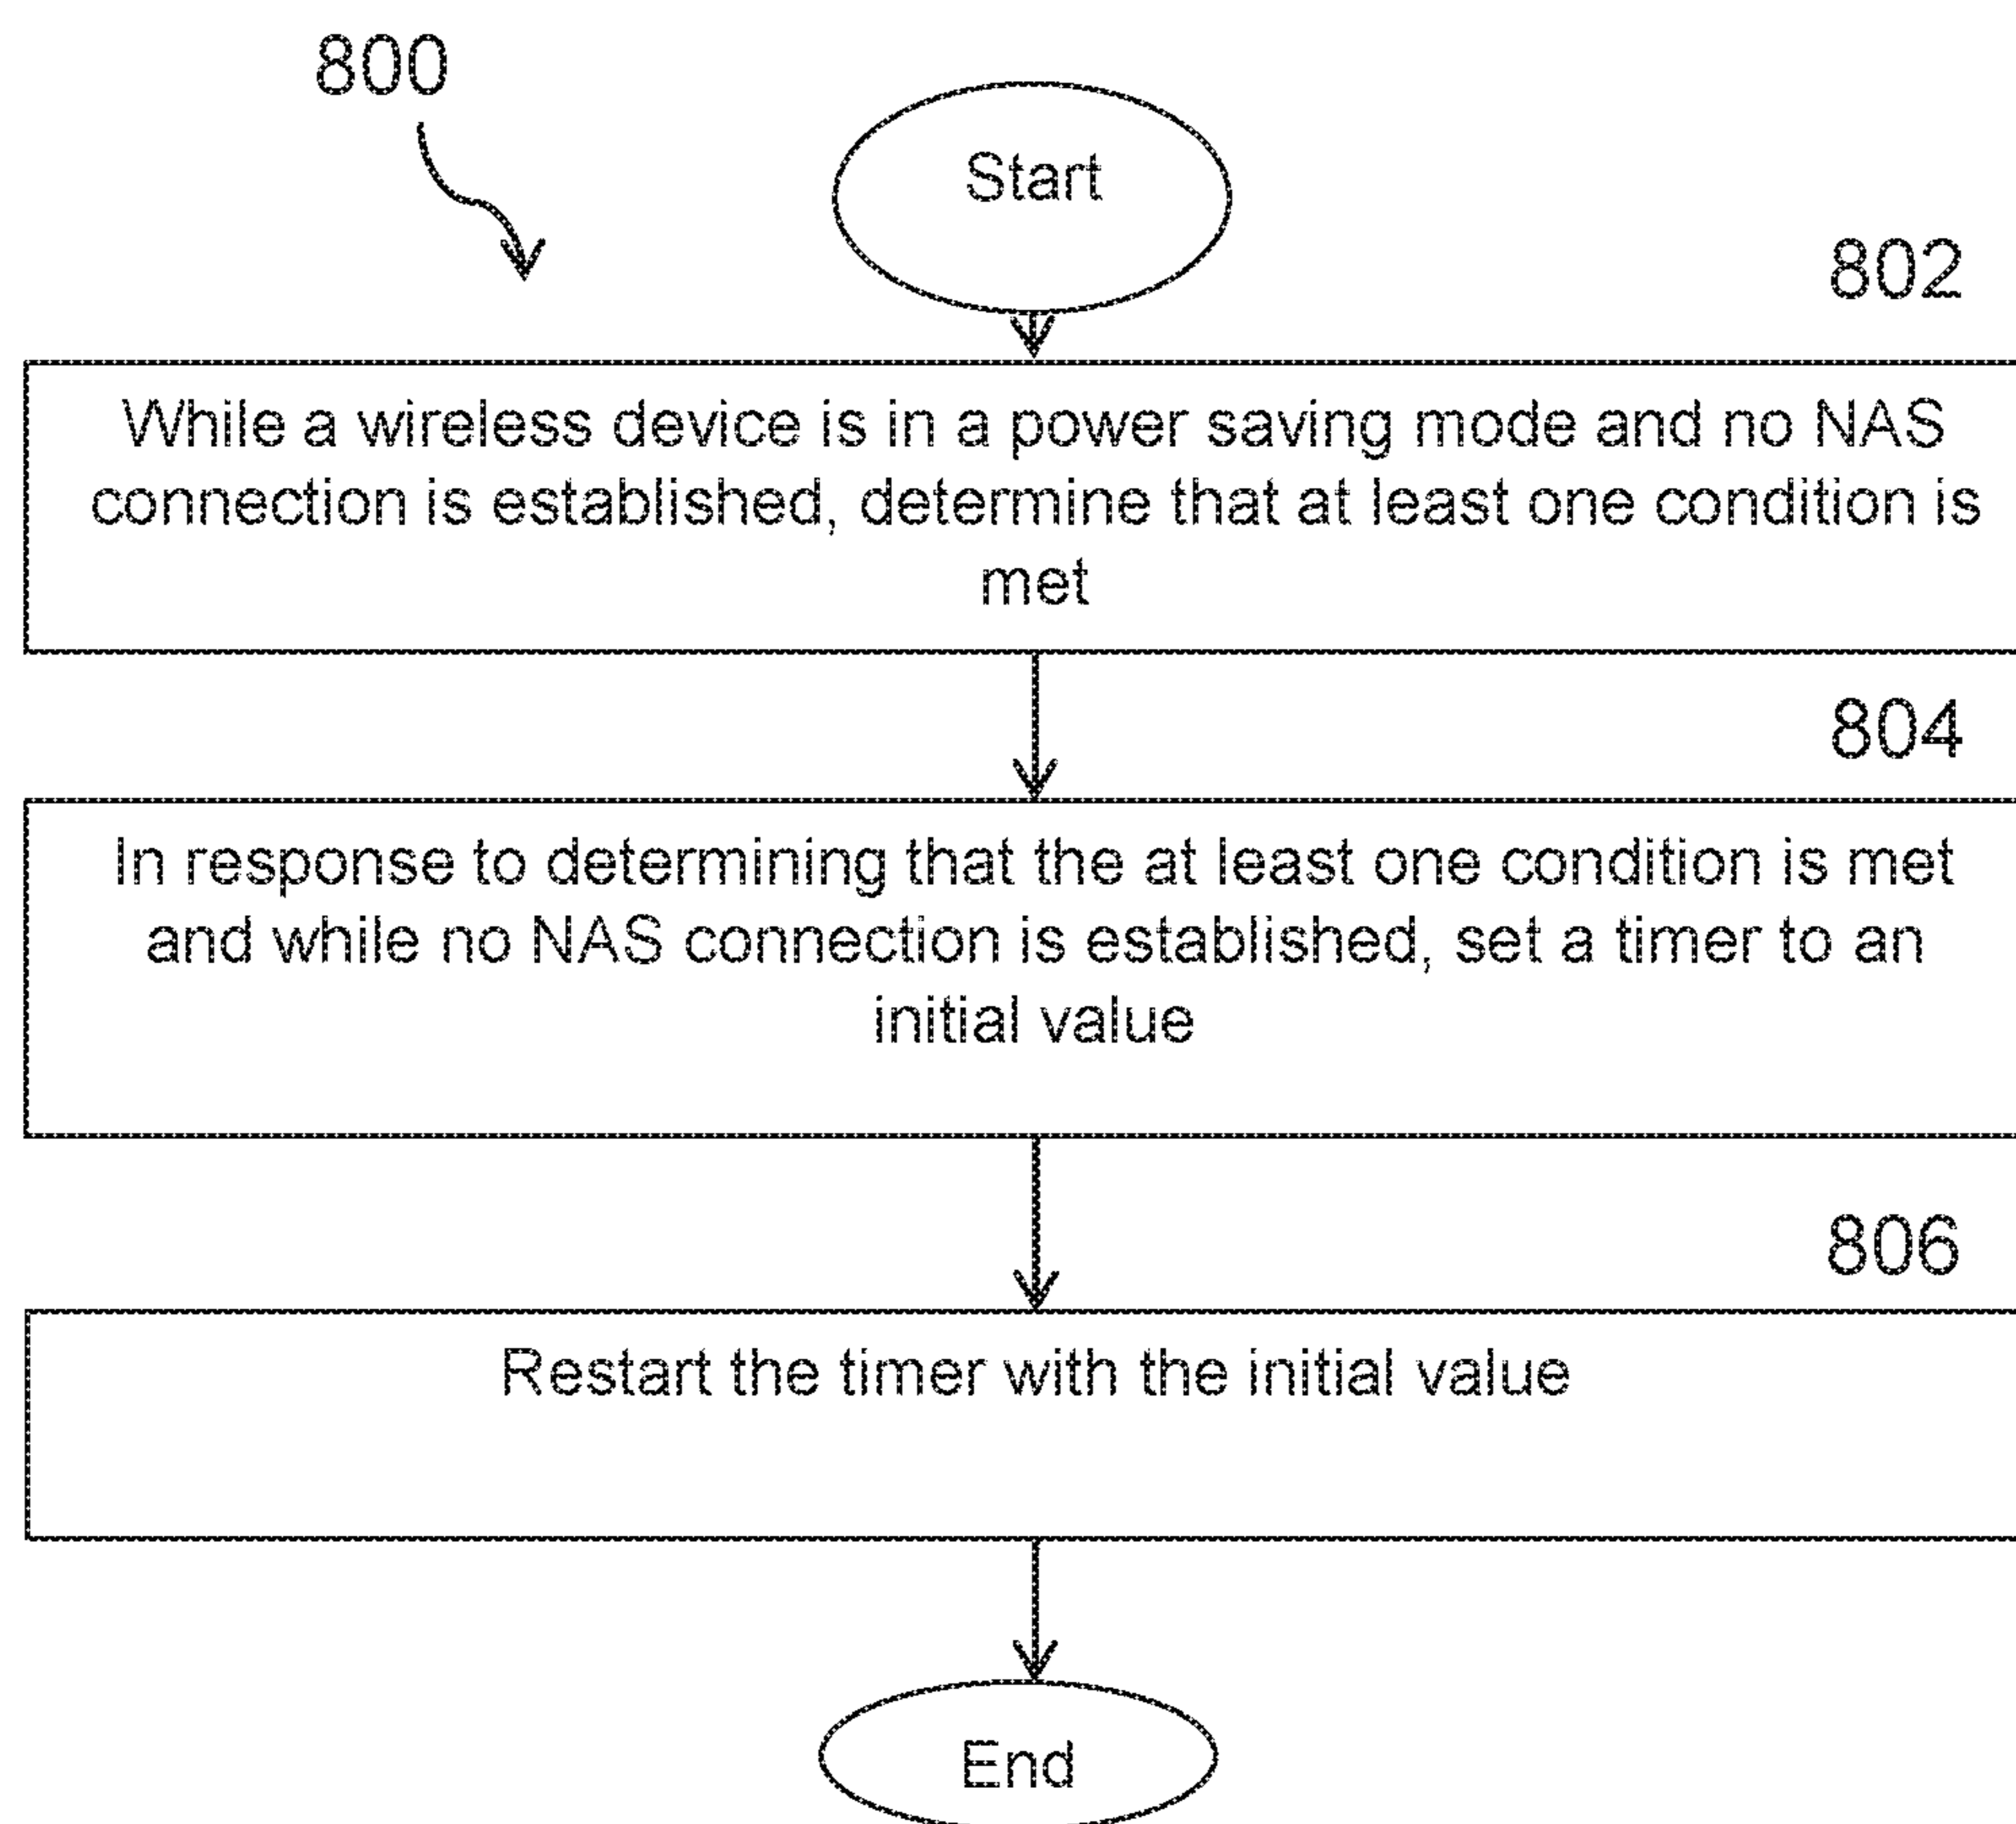 800
Start
802
While a wireless device is in a power saving mode and no NAS
connection is established, determine that at least one condition is
met
804
In response to determining that the at least one condition is met
and while no NAS connection is established, set a timer to an
initial value
806
Restart the timer with the initial value
End